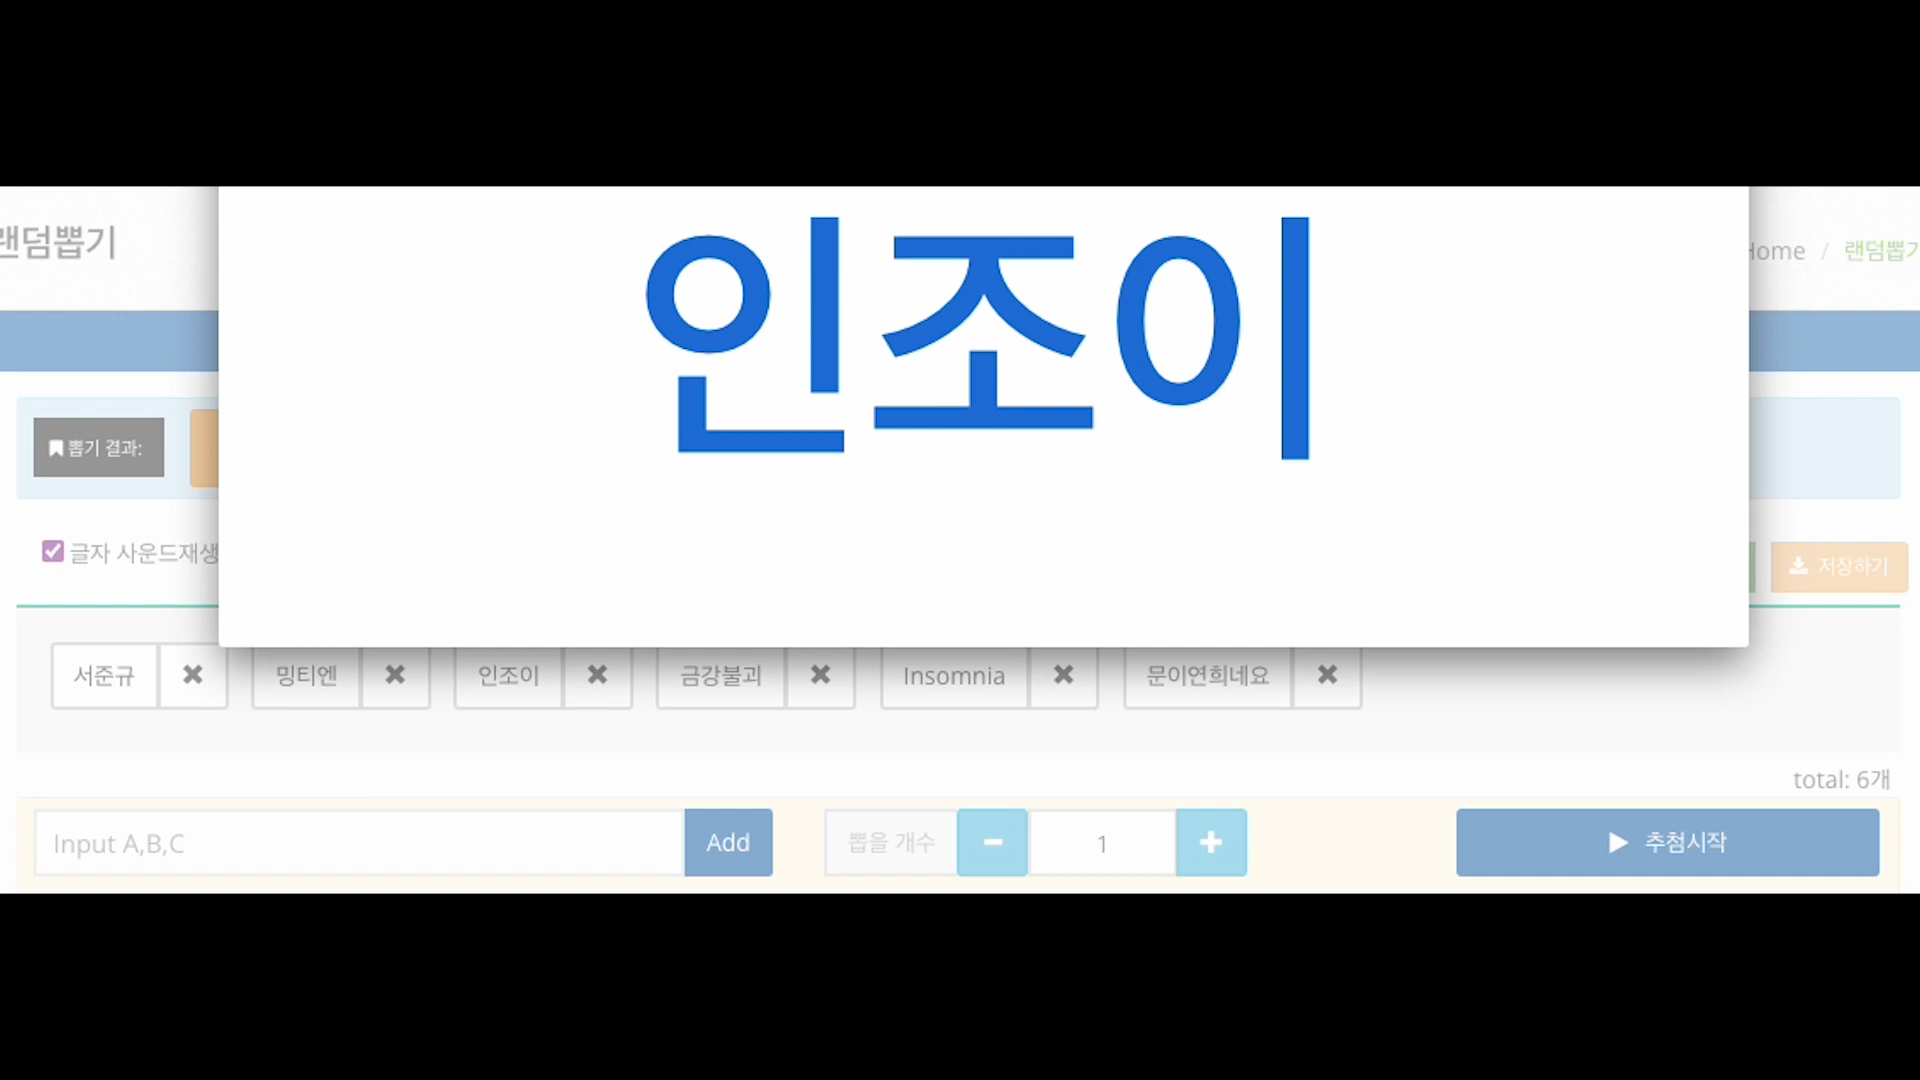 랜덤뽑기
Home / 랜덤뽑기
인조이
뽑기 결과:
글자 사운드재생
저장하기
서준규 밍티엔 인조이 금강불괴 Insomnia 문이연희네요
total: 6개
Input A,B,C Add 뽑을 개수 1 추첨시작